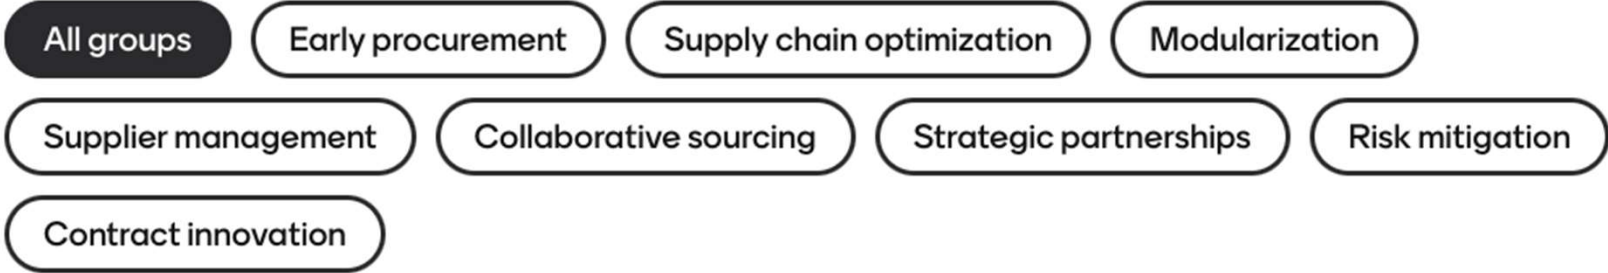 All groups Early procurement Supply chain optimization Modularization
Supplier management Collaborative sourcing Strategic partnerships Risk mitigation
Contract innovation